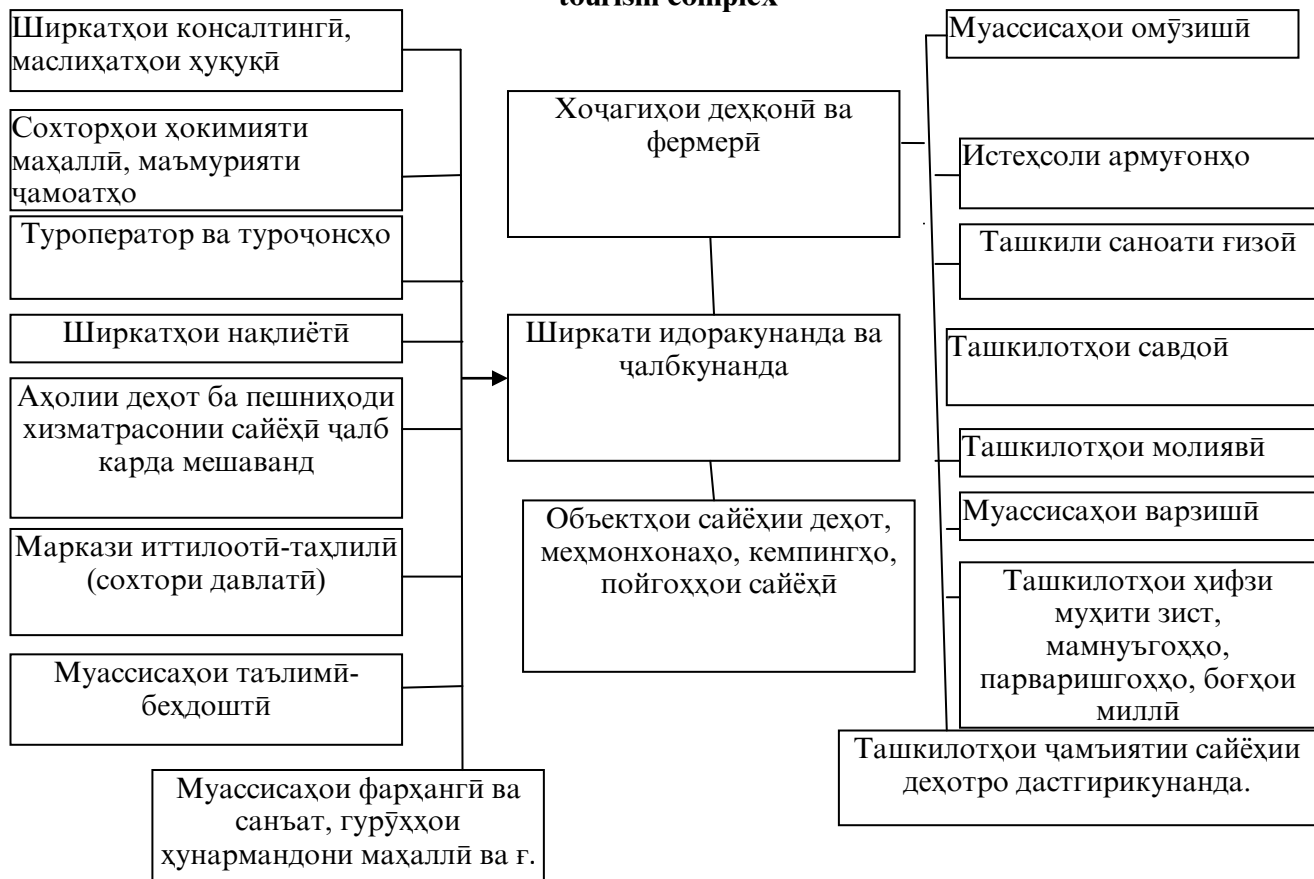 tourism complex
Ширкатҳои консалтингӣ,
маслиҳатҳои ҳуқуқӣ
Сохторҳои ҳокимияти
маҳаллӣ, маъмурияти
ҷамоатҳо
Туроператор ва туроҷонсҳо
Ширкатҳои нақлиётӣ
Аҳолии деҳот ба пешниҳоди
хизматрасонии сайёҳӣ ҷалб
карда мешаванд
Маркази иттилоотӣ-таҳлилӣ
(сохтори давлатӣ)
Муассисаҳои таълимӣ-
беҳдоштӣ
Муассисаҳои фарҳангӣ ва
санъат, гурӯҳҳои
ҳунармандони маҳаллӣ ва ғ.
Хоҷагиҳои деҳқонӣ ва
фермерӣ
Ширкати идоракунанда ва
ҷалбкунанда
Объектҳои сайёҳии деҳот,
меҳмонхонаҳо, кемпингҳо,
пойгоҳҳои сайёҳӣ
Муассисаҳои омӯзишӣ
Истеҳсоли армуғонҳо
Ташкили саноати ғизоӣ
Ташкилотҳои савдоӣ
Ташкилотҳои молиявӣ
Муассисаҳои варзишӣ
Ташкилотҳои ҳифзи
муҳити зист,
мамнуъгоҳҳо,
парваришгоҳҳо, боғҳои
миллӣ
Ташкилотҳои ҷамъиятии сайёҳии
деҳотро дастгирикунанда.